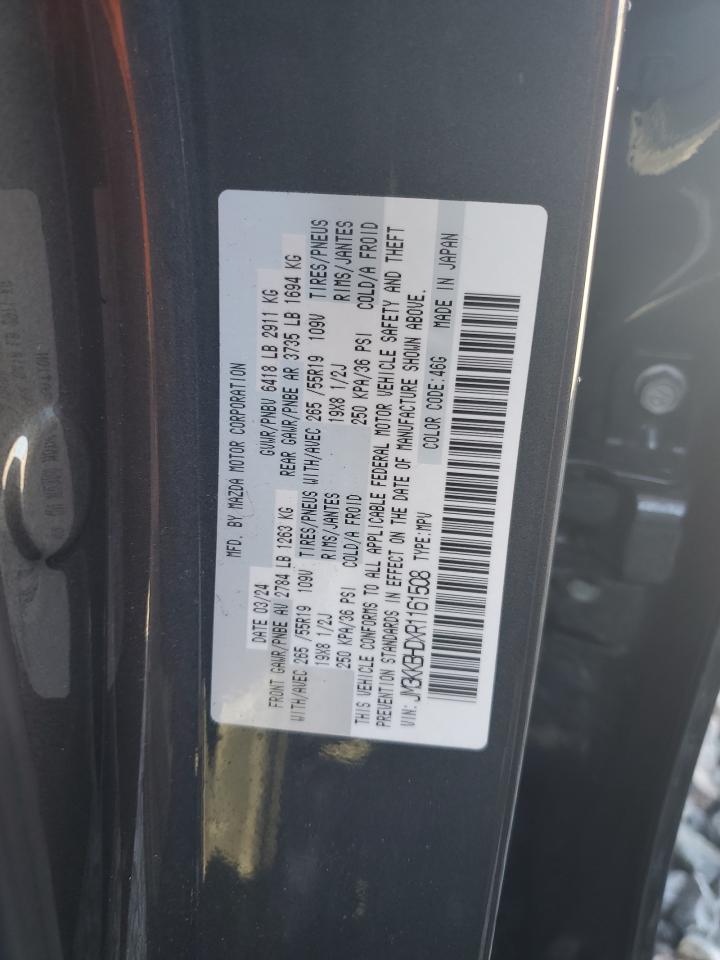 MFD. BY MAZDA MOTOR CORPORATION
DATE 03/24 GVWR/PNBV 6418 LB 2911 KG
FRONT GAWR/PNBE AV 2784 LB 1263 KG REAR GAWR/PNBE AR 3735 LB 1694 KG
WITH/AVEC 265 /55R19 109V TIRES/PNEUS WITH/AVEC 265 /55R19 109V TIRES/PNEUS
19X8 1/2J RIMS/JANTES 19X8 1/2J RIMS/JANTES
250 KPA/36 PSI COLD/A FROID 250 KPA/36 PSI COLD/A FROID
THIS VEHICLE CONFORMS TO ALL APPLICABLE FEDERAL MOTOR VEHICLE SAFETY AND THEFT
PREVENTION STANDARDS IN EFFECT ON THE DATE OF MANUFACTURE SHOWN ABOVE.
VIN: JM3KKBHDXR1161508 TYPE:MPV COLOR CODE:46G MADE IN JAPAN